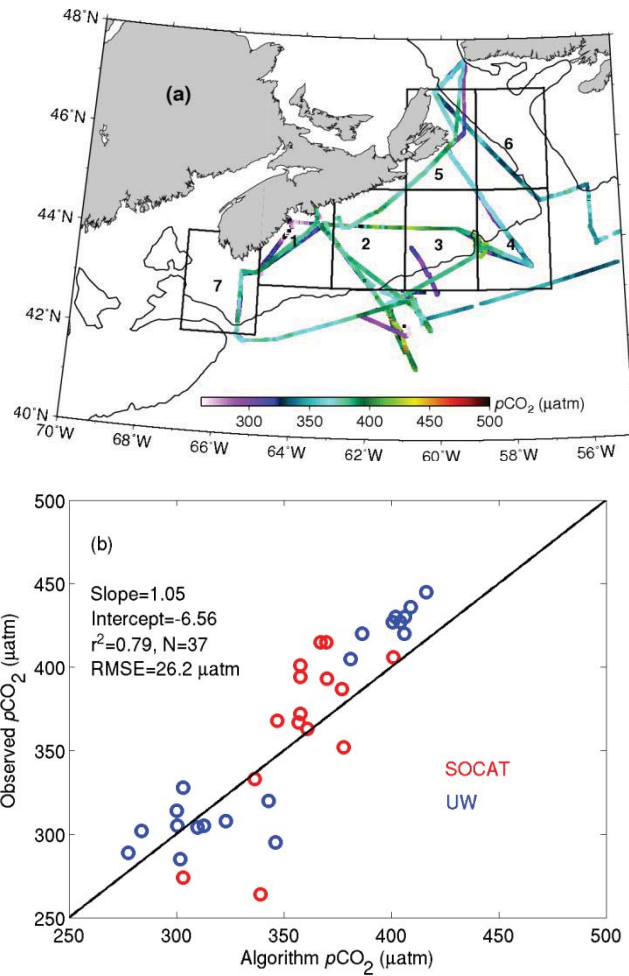 48°N
(a)
46°N
6
5
44°N
1
2
3
4
7
42°N
pCO2 (µatm)
40°N
300 350 400 450 500
70°W
68°W 66°W 64°W 62°W 60°W 58°W 56°W
500
(b)
450
Slope=1.05
Intercept=-6.56
r²=0.79, N=37
RMSE=26.2 µatm
400
Observed pCO2 (µatm)
350
SOCAT
UW
300
250
250 300 350 400 450 500
Algorithm pCO2 (µatm)